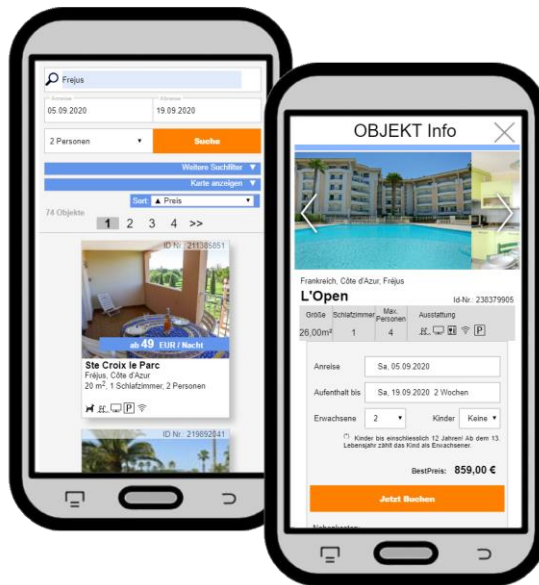 Frejus
Anreise
Abreise
05.09.2020
19.09.2020
2 Personen
Suche
Weitere Suchfilter ▼
Karte anzeigen ▼
Sort ▲ Preis
74 Objekte
1 2 3 4 >>
ID Nr.: 211385851
ab 49 EUR / Nacht
Ste Croix le Parc
Fréjus, Côte d'Azur
20 m², 1 Schlafzimmer, 2 Personen
P
ID Nr.: 219892041
OBJEKT Info
Frankreich, Côte d'Azur, Fréjus
L'Open
Id-Nr.: 238379905
Größe Schlafzimmer Max. Personen Ausstattung
26,00m² 1 4 P
Anreise Sa, 05.09.2020
Aufenthalt bis Sa, 19.09.2020 2 Wochen
Erwachsene 2 Kinder Keine
Kinder bis einschliesslich 12 Jahren! Ab dem 13.
Lebensjahr zählt das Kind als Erwachsener.
BestPreis: 859,00 €
Jetzt Buchen
Nebenkosten